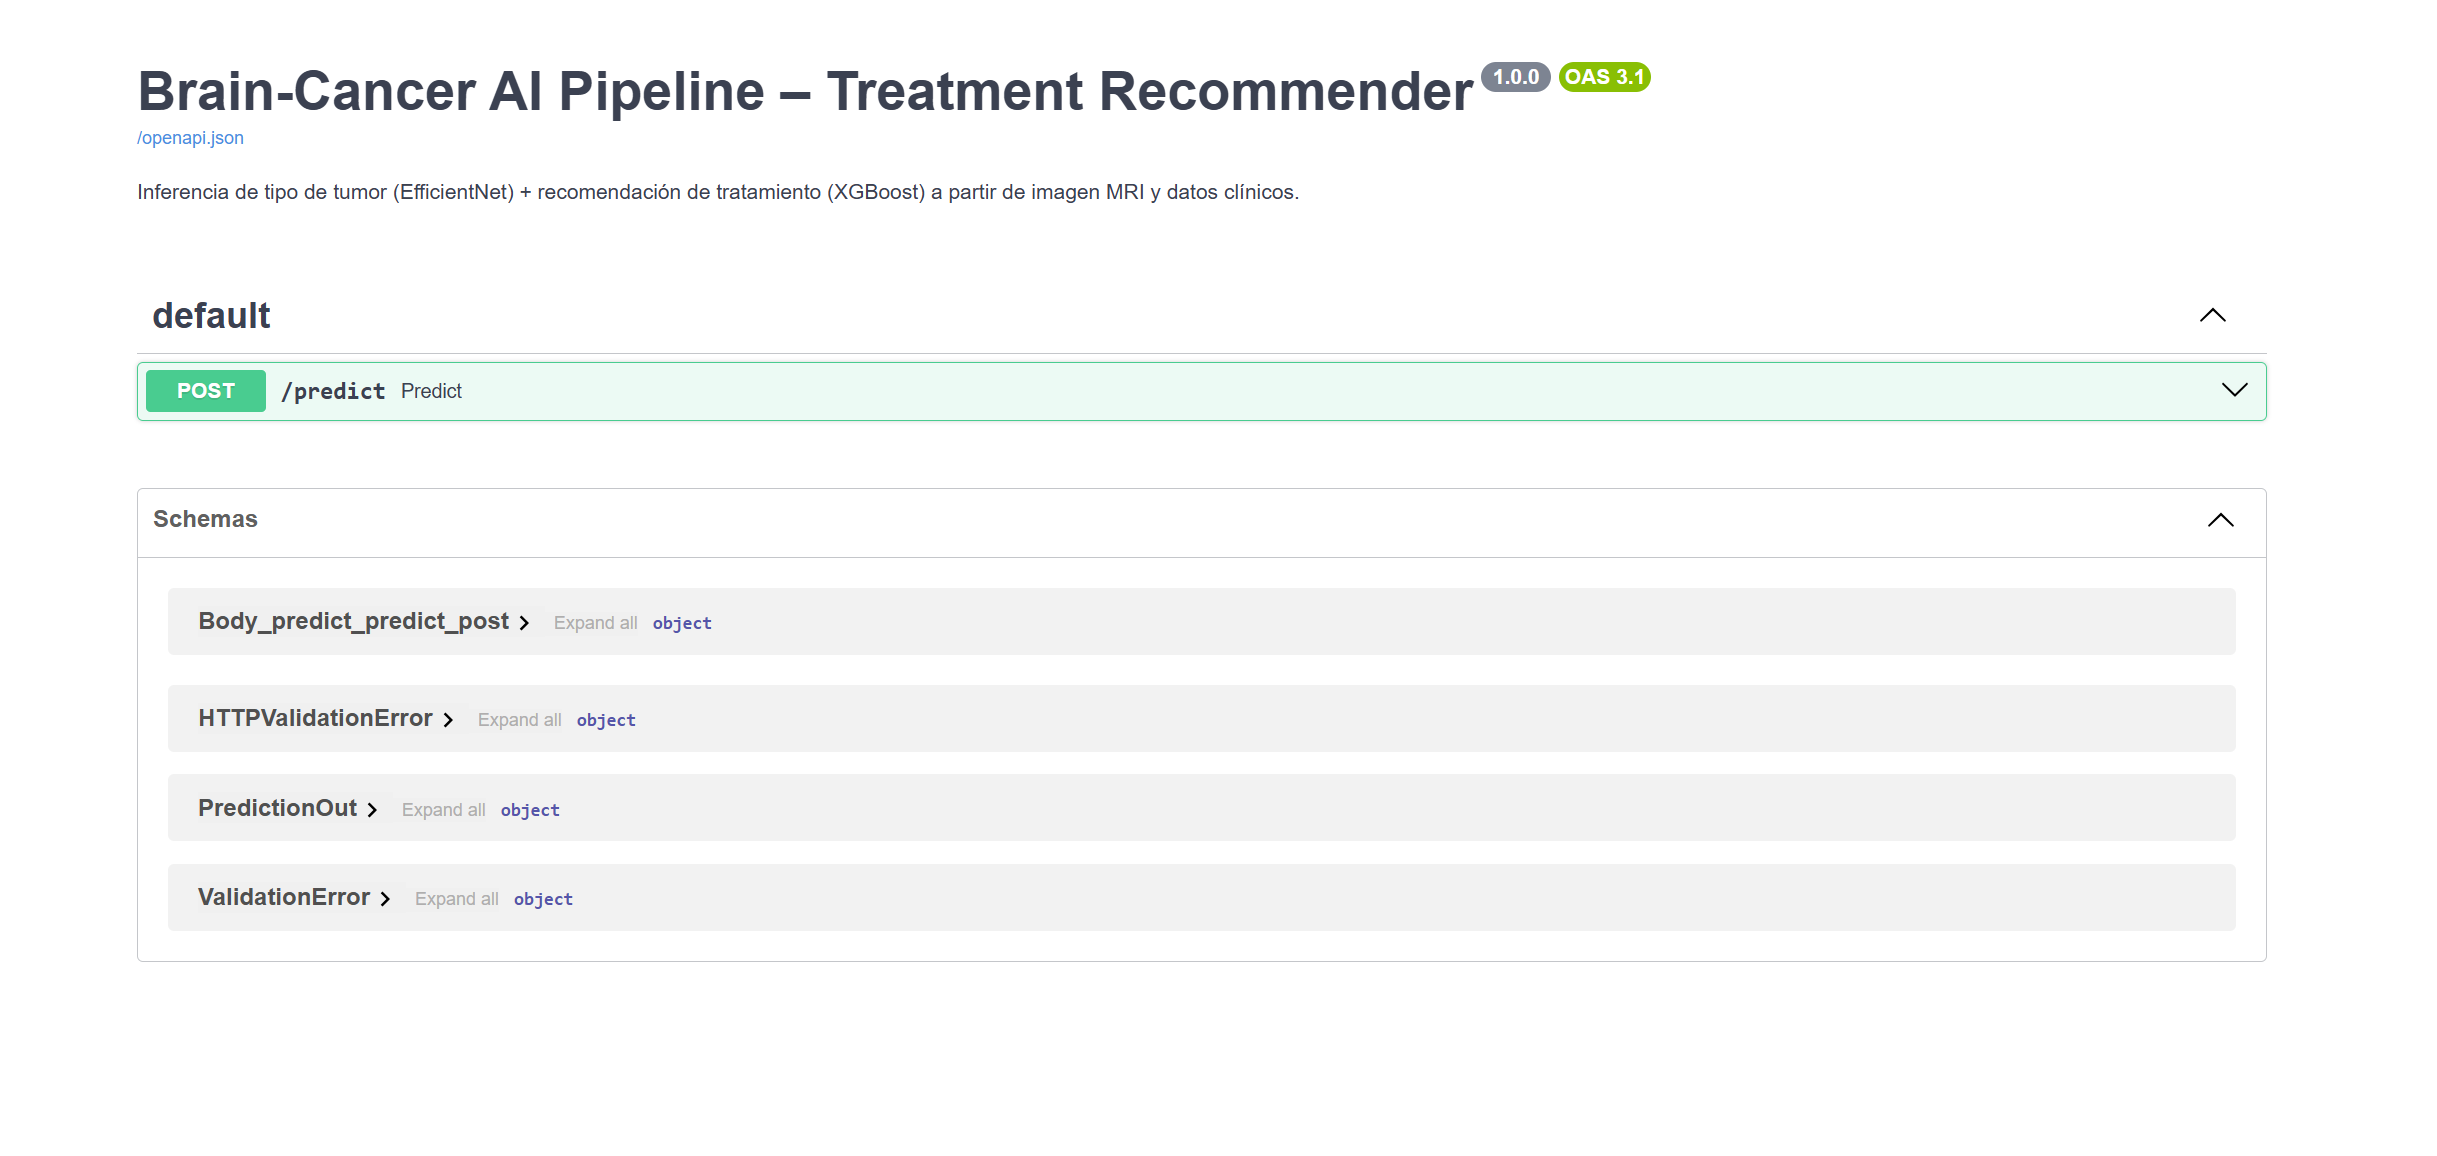 Brain-Cancer AI Pipeline – Treatment Recommender 1.0.0 OAS 3.1
/openapi.json
Inferencia de tipo de tumor (EfficientNet) + recomendación de tratamiento (XGBoost) a partir de imagen MRI y datos clínicos.
default
POST /predict Predict
Schemas
Body_predict_predict_post Expand all object
HTTPValidationError Expand all object
PredictionOut Expand all object
ValidationError Expand all object